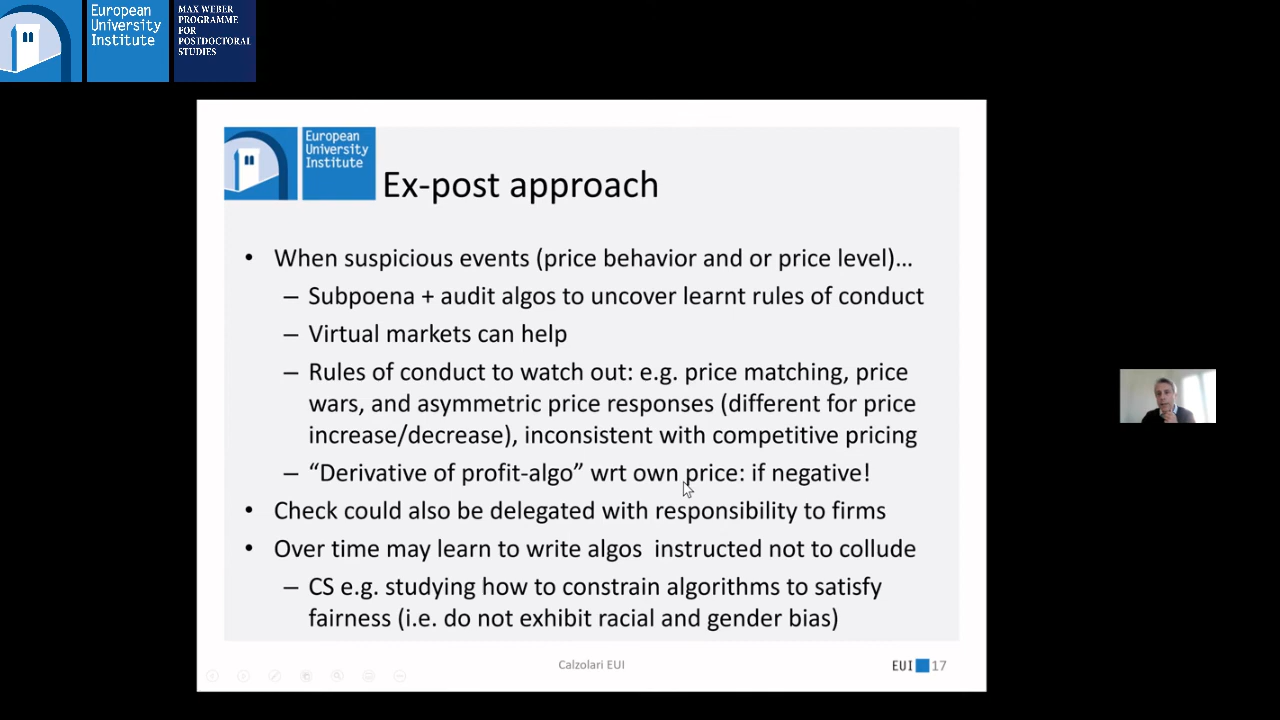 European
University
Institute
MAX WEBER
PROGRAMME
FOR
POSTDOCTORAL
STUDIES
European
University
Institute
Ex-post approach
• When suspicious events (price behavior and or price level)…
– Subpoena + audit algos to uncover learnt rules of conduct
– Virtual markets can help
– Rules of conduct to watch out: e.g. price matching, price
wars, and asymmetric price responses (different for price
increase/decrease), inconsistent with competitive pricing
– “Derivative of profit-algo” wrt own price: if negative!
• Check could also be delegated with responsibility to firms
• Over time may learn to write algos instructed not to collude
– CS e.g. studying how to constrain algorithms to satisfy
fairness (i.e. do not exhibit racial and gender bias)
Calzolari EUI
EUI 17